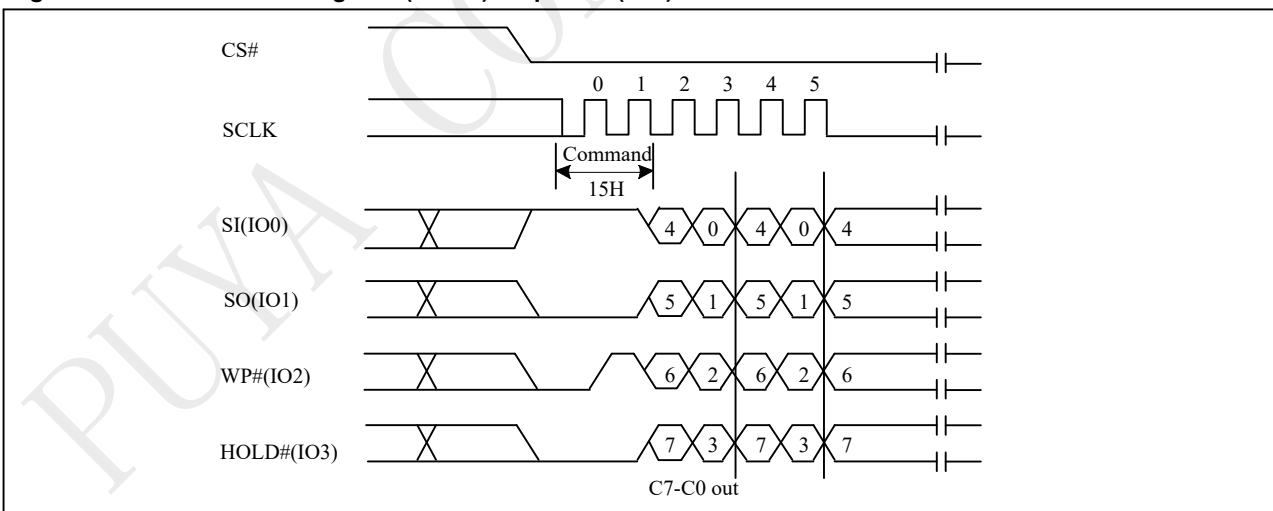 CS#
0 1 2 3 4 5
SCLK
Command
15H
SI(IO0) 4 0 4 0 4
SO(IO1) 5 1 5 1 5
WP#(IO2) 6 2 6 2 6
HOLD#(IO3) 7 3 7 3 7
C7-C0 out
PUYA CO